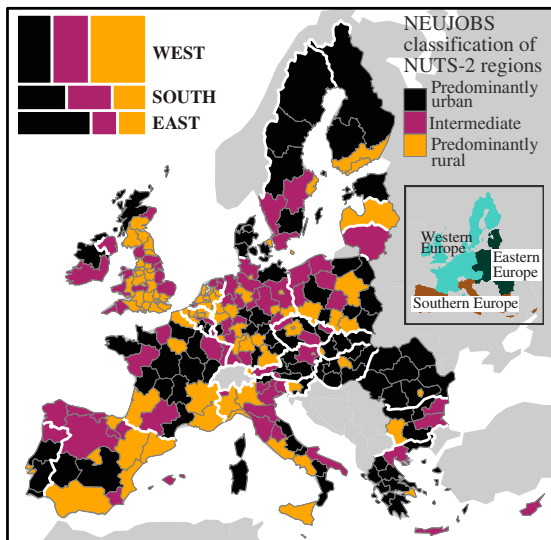 WEST
SOUTH
EAST
NEUJOBS
classification of
NUTS-2 regions
Predominantly
urban
Intermediate
Predominantly
rural
Western
Europe
Eastern
Europe
Southern Europe